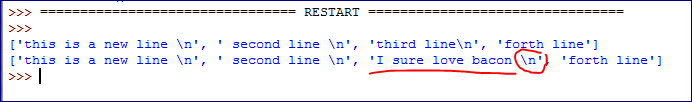 >>> ================================ RESTART ================================
>>>
['this is a new line \n', ' second line \n', 'third line\n', 'forth line']
['this is a new line \n', ' second line \n', 'I sure love bacon \n', 'forth line']
>>>